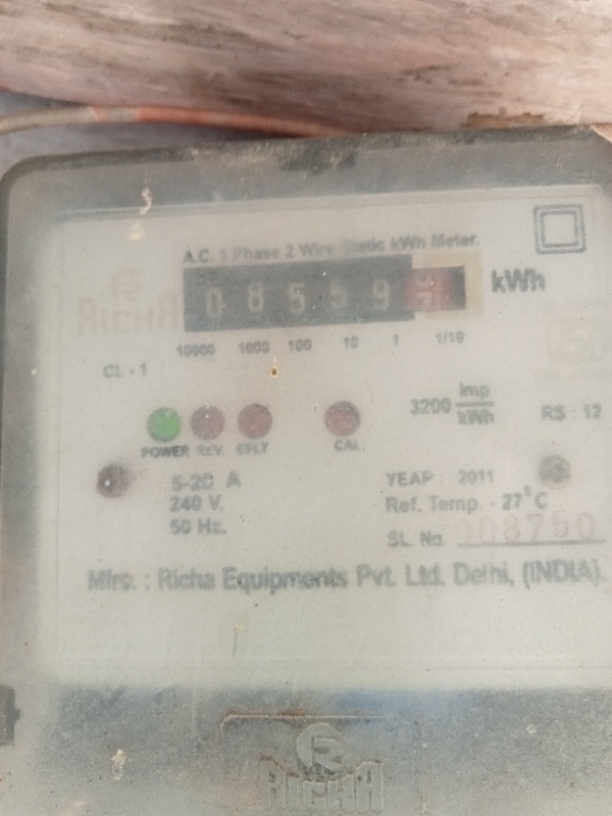 A.C. 1 Phase 2 Wire Static kWh Meter.
RICHA
0 8 5 5 9 kWh
10000 1000 100 10 1 1/10
CL - 1
3200 Imp/kWh
RS : 12
POWER REV. EFLT CAL.
5-20 A
240 V.
50 Hz.
YEAR : 2011
Ref. Temp. - 27°C
SL. No. 108750
Mfrs. : Richa Equipments Pvt. Ltd. Delhi, (INDIA).
RICHA